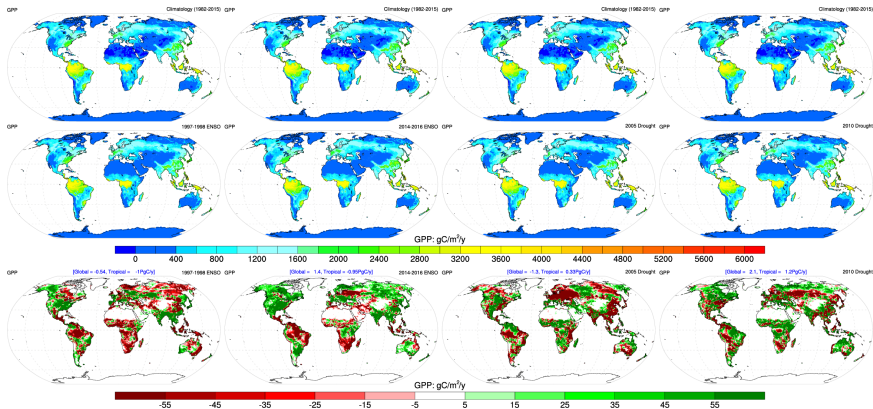 GPP Climatology (1982-2015) GPP Climatology (1982-2015) GPP Climatology (1982-2015) GPP Climatology (1982-2015)
GPP 1997-1998 ENSO GPP 2014-2016 ENSO GPP 2005 Drought GPP 2010 Drought
GPP: gC/m²/y
0 400 800 1200 1600 2000 2400 2800 3200 3600 4000 4400 4800 5200 5600 6000
[Global = -0.54, Tropical = -1PgC/y] [Global = 1.4, Tropical = -0.95PgC/y] [Global = -1.3, Tropical = 0.33PgC/y] [Global = 2.1, Tropical = 1.2PgC/y]
GPP 1997-1998 ENSO GPP 2014-2016 ENSO GPP 2005 Drought GPP 2010 Drought
GPP: gC/m²/y
-55 -45 -35 -25 -15 -5 5 15 25 35 45 55